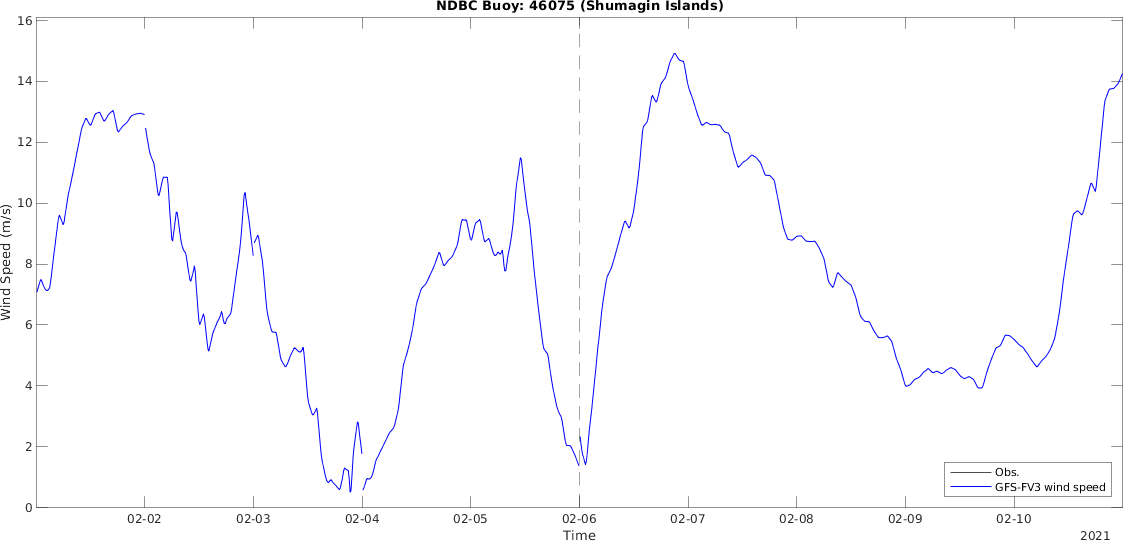 NDBC Buoy: 46075 (Shumagin Islands)
16
14
12
10
8
6
4
2
0
Wind Speed (m/s)
Obs.
GFS-FV3 wind speed
02-02 02-03 02-04 02-05 02-06 02-07 02-08 02-09 02-10
Time
2021